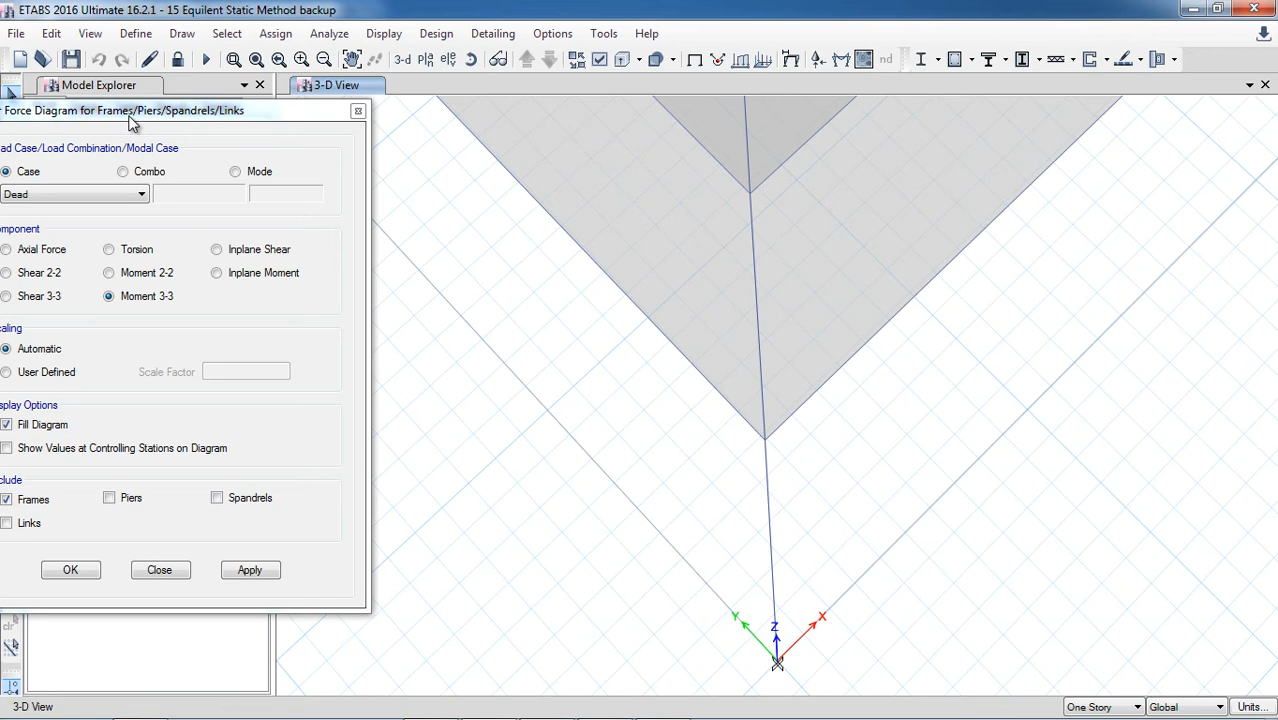 ETABS 2016 Ultimate 16.2.1 - 15 Equilent Static Method backup
File Edit View Define Draw Select Assign Analyze Display Design Detailing Options Tools Help
3-d nd
Model Explorer
3-D View
Force Diagram for Frames/Piers/Spandrels/Links
ad Case/Load Combination/Modal Case
Case Combo Mode
Dead
omponent
Axial Force Torsion Inplane Shear
Shear 2-2 Moment 2-2 Inplane Moment
Shear 3-3 Moment 3-3
caling
Automatic
User Defined Scale Factor
splay Options
Fill Diagram
Show Values at Controlling Stations on Diagram
clude
Frames Piers Spandrels
Links
OK Close Apply
Y X
Z
3-D View One Story Global Units...